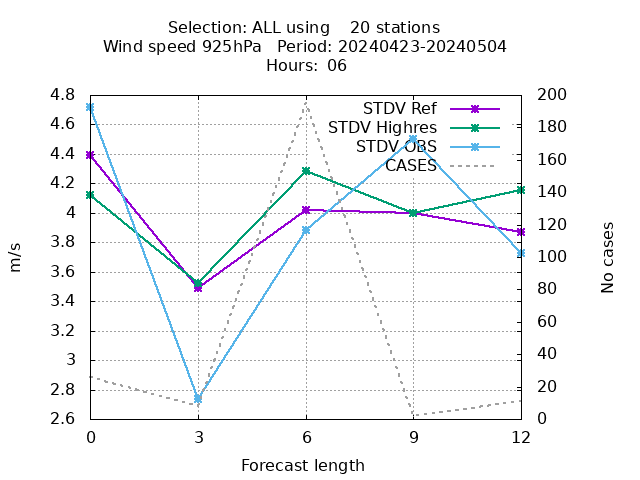 Selection: ALL using    20 stations
Wind speed 925hPa   Period: 20240423-20240504
Hours: 06
STDV Ref
STDV Highres
STDV OBS
CASES
m/s
4.8
4.6
4.4
4.2
4
3.8
3.6
3.4
3.2
3
2.8
2.6
200
180
160
140
120
100
80
60
40
20
0
No cases
0 3 6 9 12
Forecast length